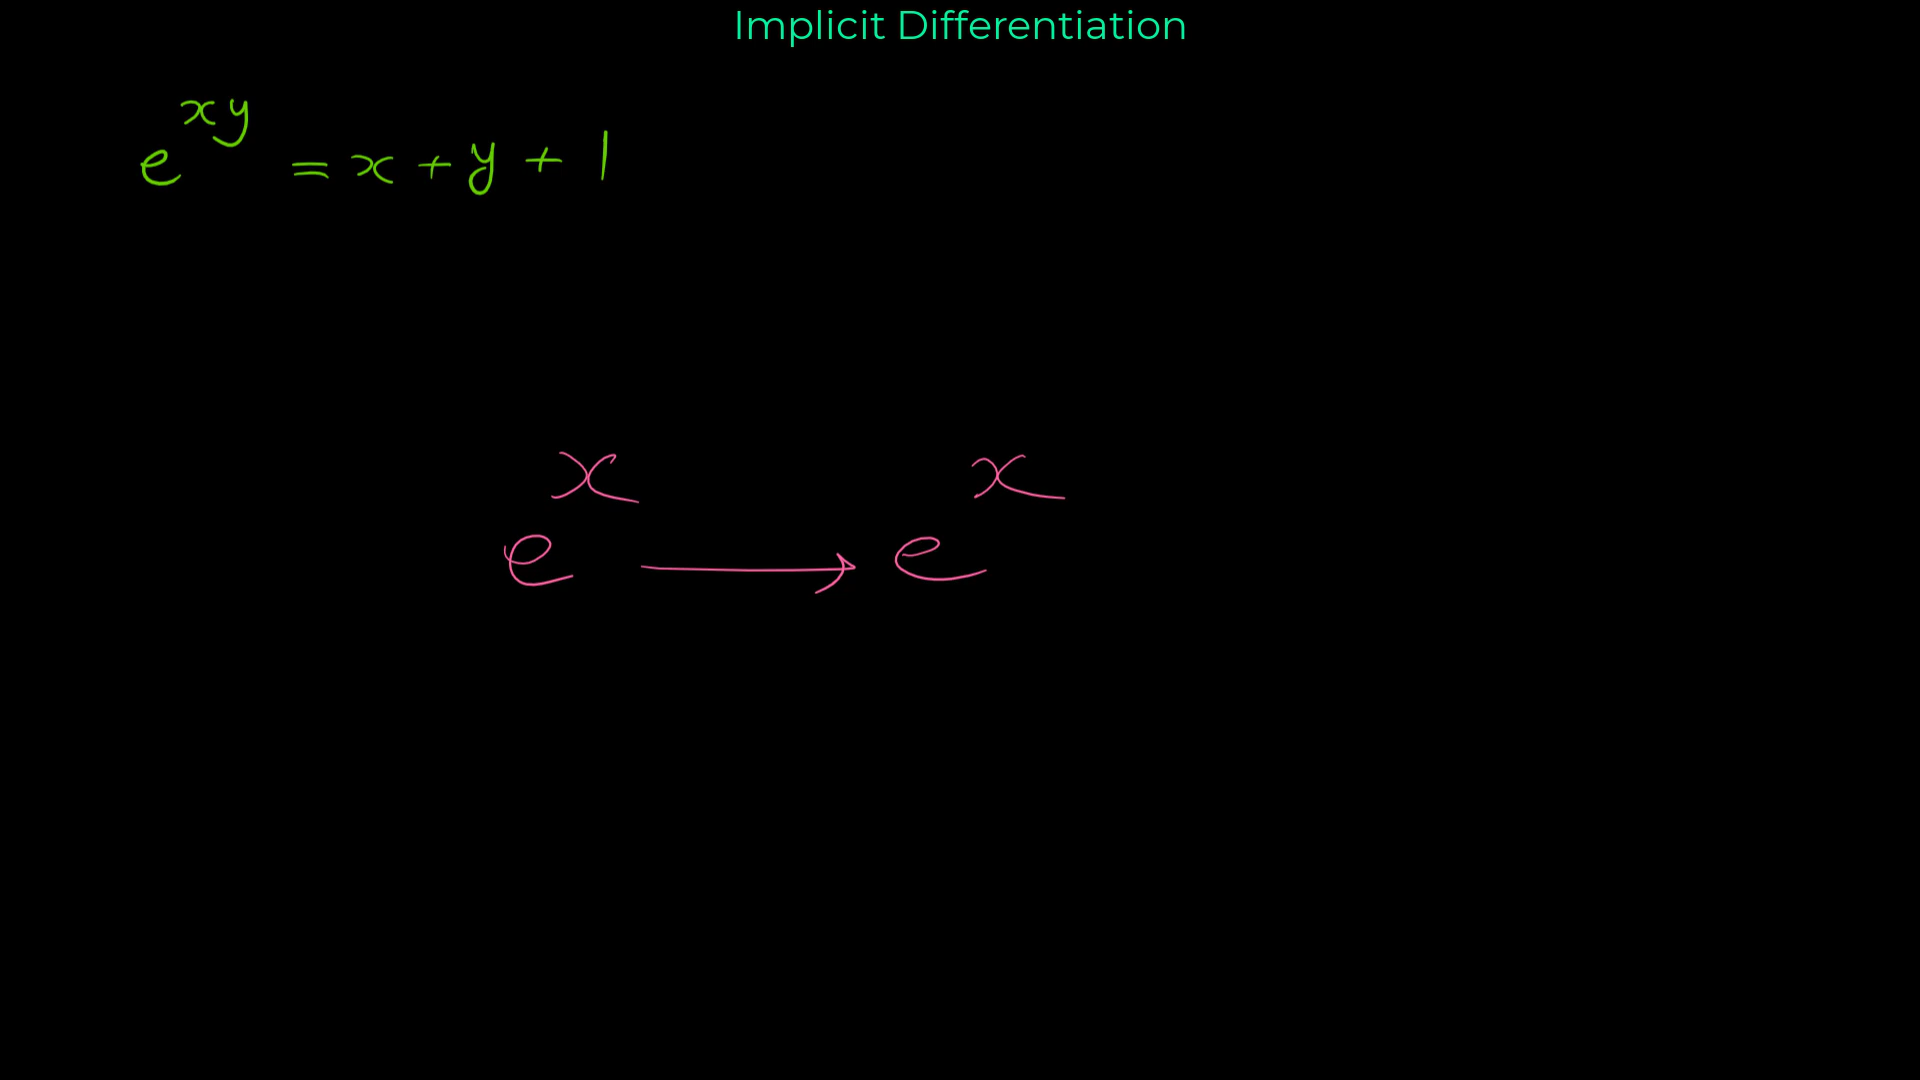 Implicit Differentiation
e^{xy} = x + y + 1
e^x → e^x